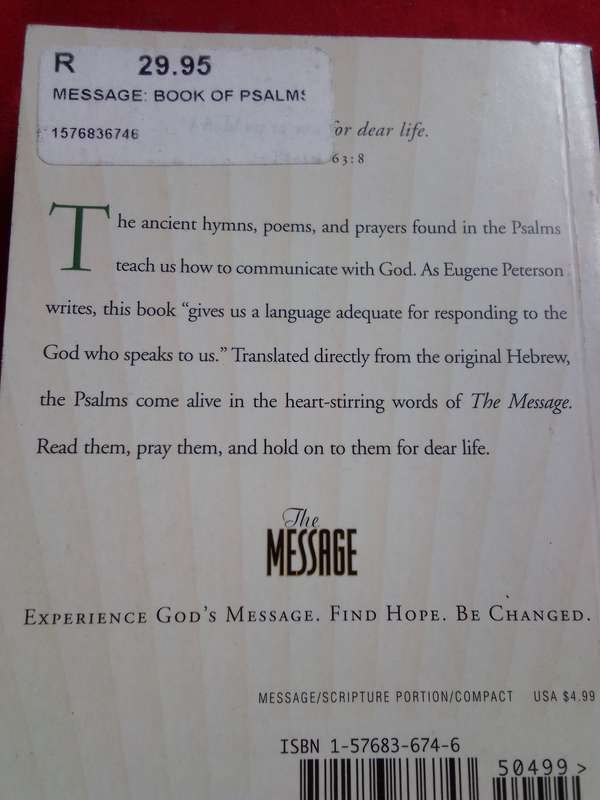 R 29.95
MESSAGE: BOOK OF PSALMS
1576836746
for dear life.
63:8
The ancient hymns, poems, and prayers found in the Psalms
teach us how to communicate with God. As Eugene Peterson
writes, this book “gives us a language adequate for responding to the
God who speaks to us.” Translated directly from the original Hebrew,
the Psalms come alive in the heart-stirring words of The Message.
Read them, pray them, and hold on to them for dear life.
The
MESSAGE
EXPERIENCE GOD'S MESSAGE. FIND HOPE. BE CHANGED.
MESSAGE/SCRIPTURE PORTION/COMPACT USA $4.99
ISBN 1-57683-674-6
50499 >